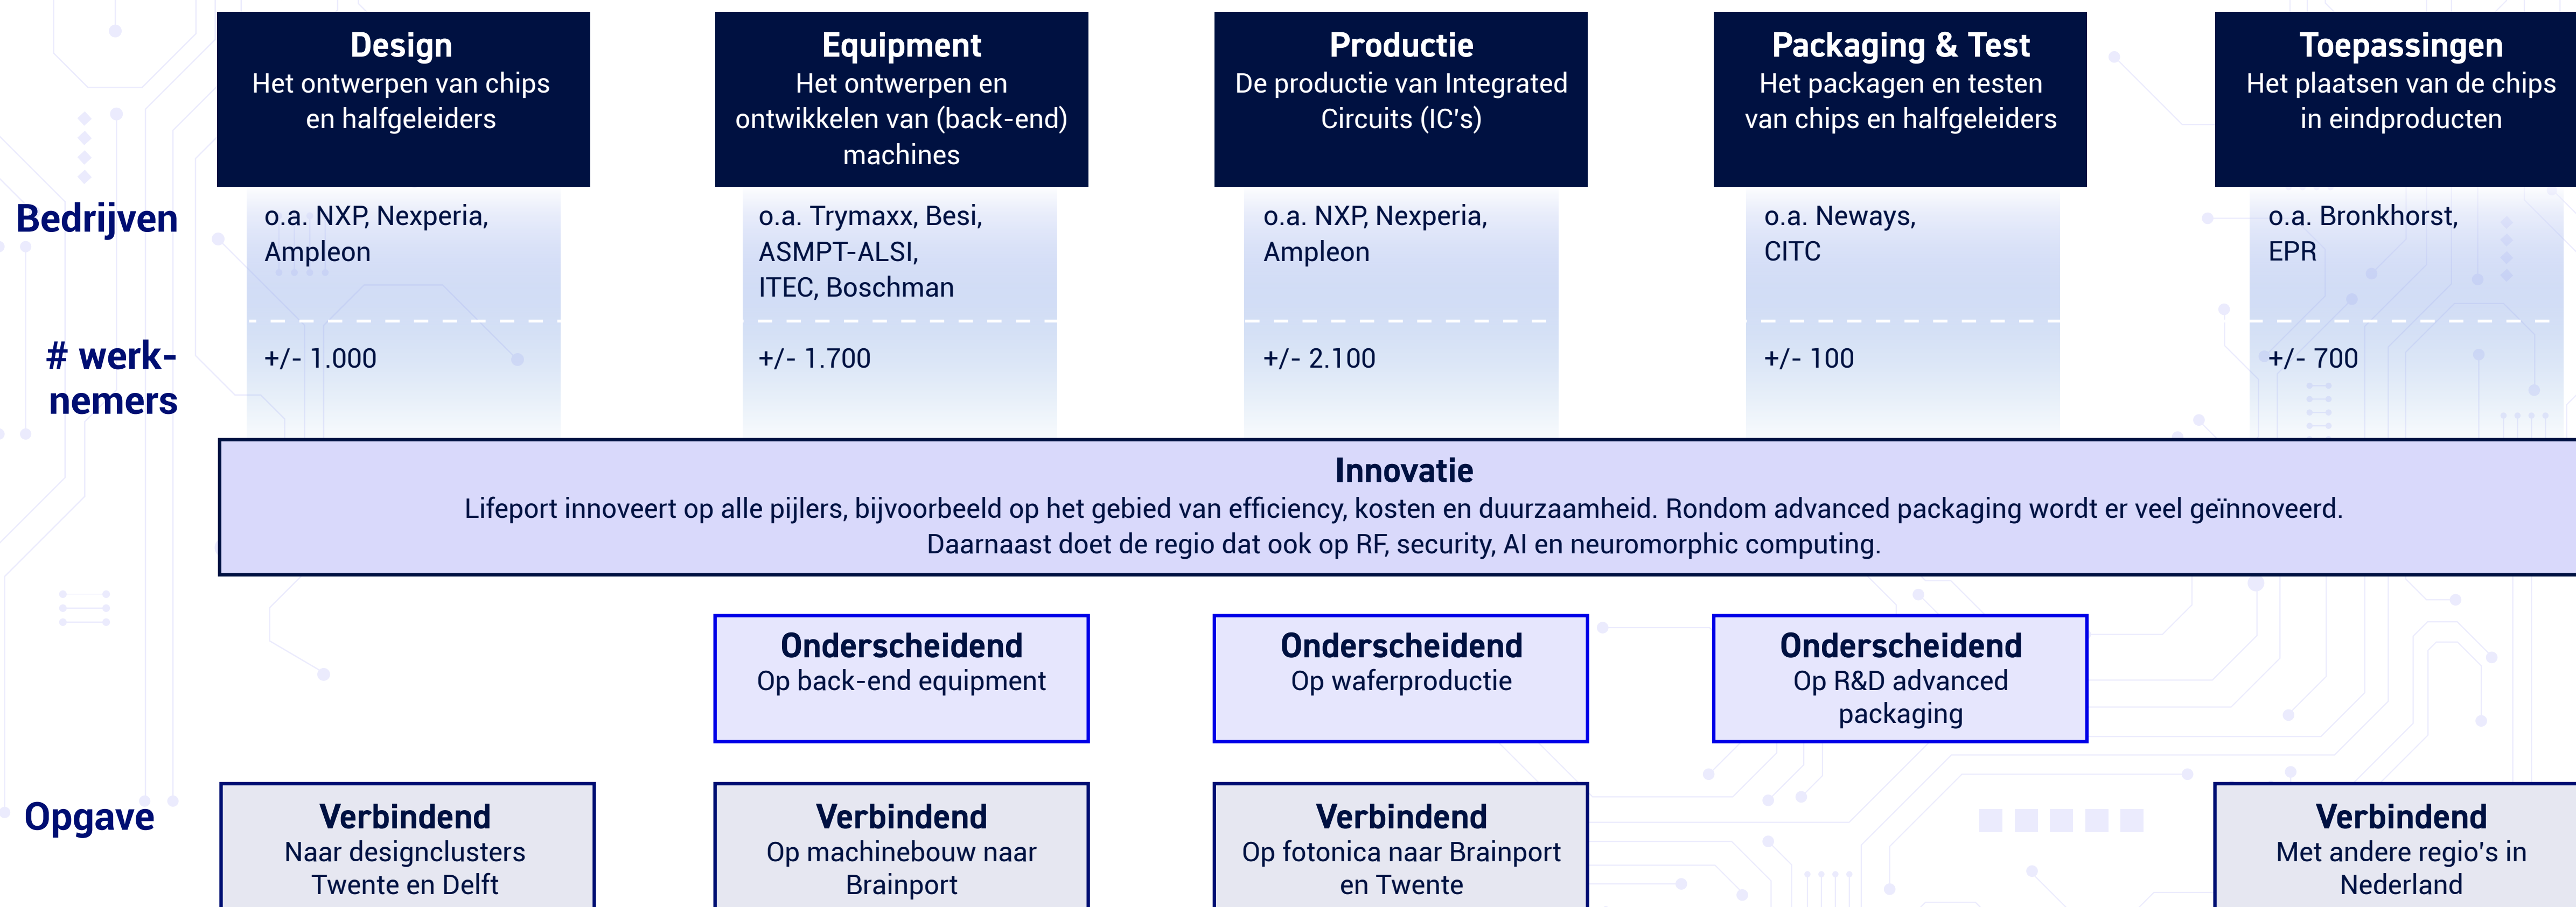 Design
Het ontwerpen van chips
en halfgeleiders
Equipment
Het ontwerpen en
ontwikkelen van (back-end)
machines
Productie
De productie van Integrated
Circuits (IC's)
Packaging & Test
Het packagen en testen
van chips en halfgeleiders
Toepassingen
Het plaatsen van de chips
in eindproducten
Bedrijven
o.a. NXP, Nexperia,
Ampleon
o.a. Trymaxx, Besi,
ASMPT-ALSI,
ITEC, Boschman
o.a. NXP, Nexperia,
Ampleon
o.a. Neways,
CITC
o.a. Bronkhorst,
EPR
# werk-
nemers
+/- 1.000
+/- 1.700
+/- 2.100
+/- 100
+/- 700
Innovatie
Lifeport innoveert op alle pijlers, bijvoorbeeld op het gebied van efficiency, kosten en duurzaamheid. Rondom advanced packaging wordt er veel geïnnoveerd.
Daarnaast doet de regio dat ook op RF, security, AI en neuromorphic computing.
Onderscheidend
Op back-end equipment
Onderscheidend
Op waferproductie
Onderscheidend
Op R&D advanced
packaging
Opgave
Verbindend
Naar designclusters
Twente en Delft
Verbindend
Op machinebouw naar
Brainport
Verbindend
Op fotonica naar Brainport
en Twente
Verbindend
Met andere regio's in
Nederland